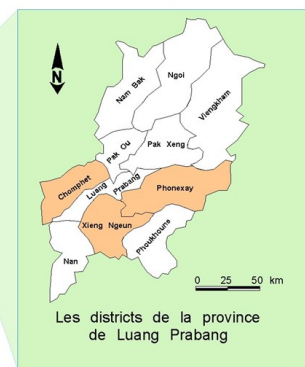 N
Nam Bak
Ngoi
Viengkham
Pak Ou
Pak Xeng
Chomphet
Luang Prabang
Phonexay
Xieng Ngeun
Phoukhoune
Nan
0 25 50 km
Les districts de la province
de Luang Prabang